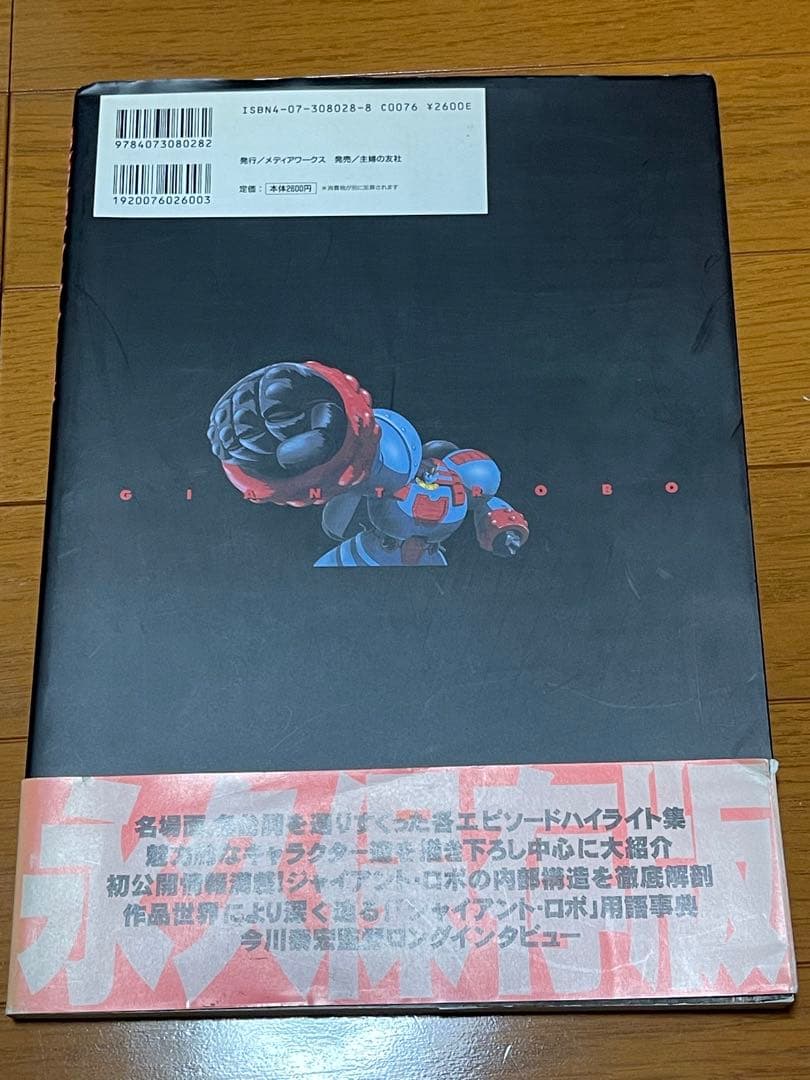 ISBN4-07-308028-8 C0076 ¥2600E
9784073080282
発行／メディアワークス 発売／主婦の友社
定価： 本体2600円 ＊消費税が別に加算されます
1920076026003
GIANT ROBO
永久保存版
名場面、名台詞を選りすぐった各エピソードハイライト集
魅力的なキャラクター達を描き下ろし中心に大紹介
初公開情報満載！ジャイアント・ロボの内部構造を徹底解剖
作品世界により深く迫る！「ジャイアント・ロボ」用語事典
今川泰宏監督ロングインタビュー